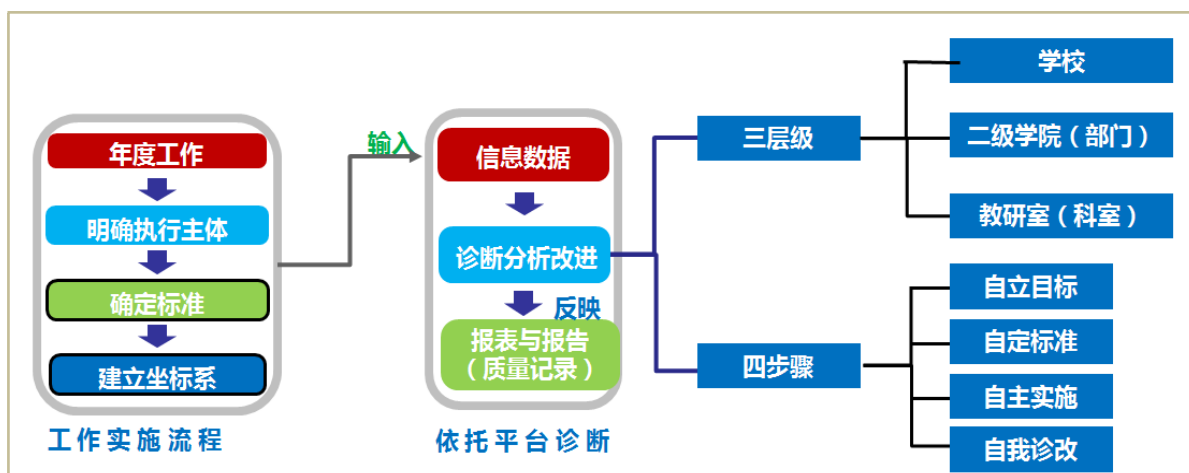 年度工作
明确执行主体
确定标准
建立坐标系
工作实施流程
输入
信息数据
诊断分析改进
反映
报表与报告
（质量记录）
依托平台诊断
三层级
学校
二级学院（部门）
教研室（科室）
四步骤
自立目标
自定标准
自主实施
自我诊改